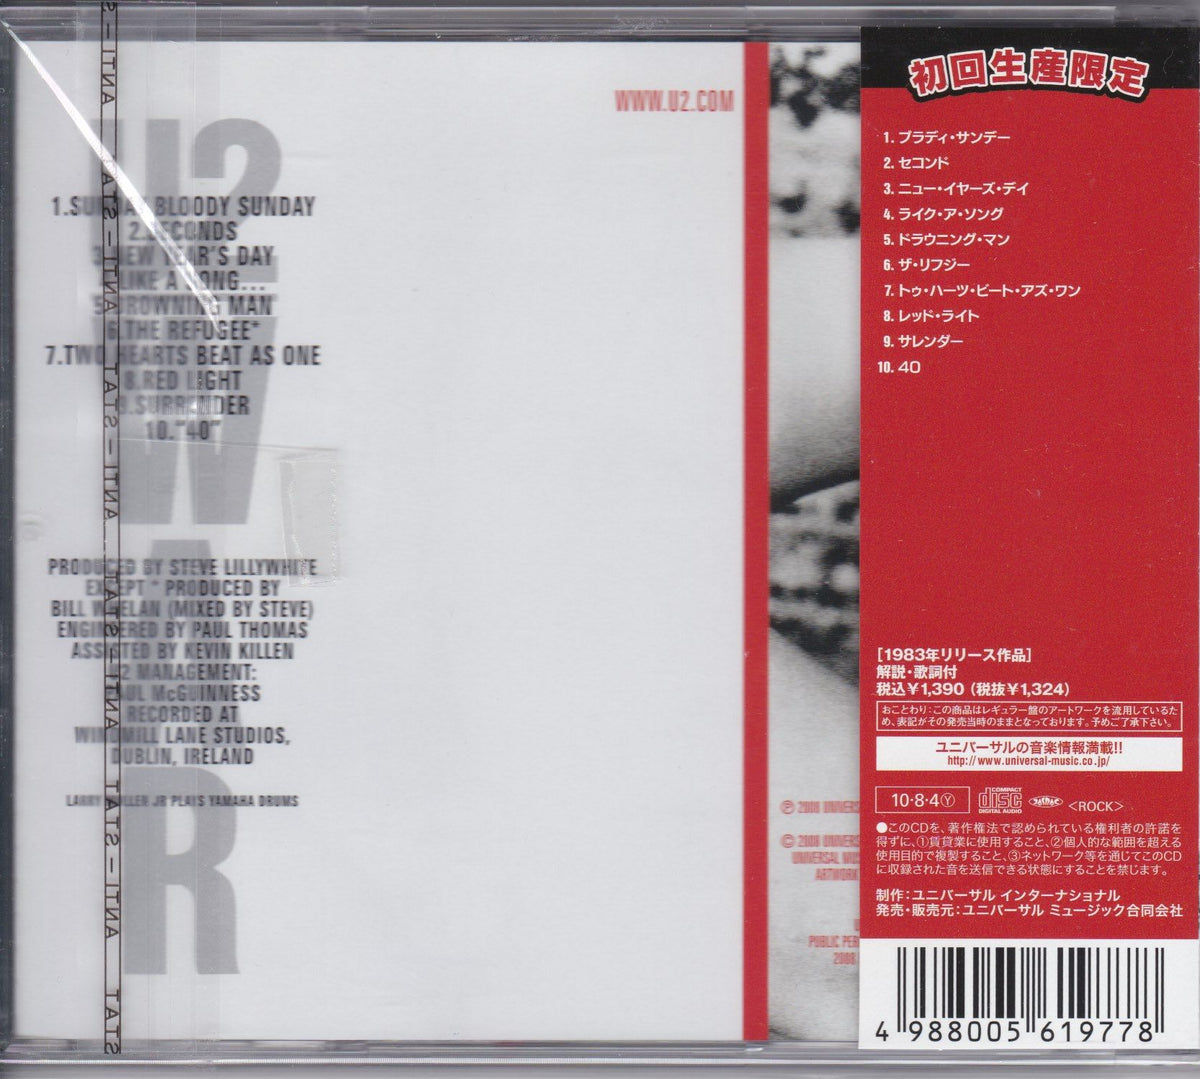 WWW.U2.COM
U2
WAR
1.SUNDAY BLOODY SUNDAY
2.SECONDS
3.NEW YEAR'S DAY
4.LIKE A SONG...
5.DROWNING MAN
6.THE REFUGEE*
7.TWO HEARTS BEAT AS ONE
8.RED LIGHT
9.SURRENDER
10."40"
PRODUCED BY STEVE LILLYWHITE
EXCEPT * PRODUCED BY
BILL WHELAN (MIXED BY STEVE)
ENGINEERED BY PAUL THOMAS
ASSISTED BY KEVIN KILLEN
U2 MANAGEMENT:
PAUL McGUINNESS
RECORDED AT
WINDMILL LANE STUDIOS,
DUBLIN, IRELAND
LARRY MULLEN JR PLAYS YAMAHA DRUMS
ANTI-STAT
℗ 2008 UNIVERS
© 2008 UNIVERS
UNIVERSAL MUS
ARTWORK
PUBLIC PER
2008
初回生産限定
1. ブラディ・サンデー
2. セコンド
3. ニュー・イヤーズ・デイ
4. ライク・ア・ソング
5. ドラウニング・マン
6. ザ・リフジー
7. トゥ・ハーツ・ビート・アズ・ワン
8. レッド・ライト
9. サレンダー
10. 40
[1983年リリース作品]
解説・歌詞付
税込¥1,390 (税抜¥1,324)
おことわり:この商品はレギュラー盤のアートワークを流用しているた
め、表記がその発売当時のままとなっております。予めご了承下さい。
ユニバーサルの音楽情報満載!!
http://www.universal-music.co.jp/
10・8・4Ⓨ COMPACT disc DIGITAL AUDIO <ROCK>
●このCDを、著作権法で認められている権利者の許諾を
得ずに、①賃貸業に使用すること、②個人的な範囲を超える
使用目的で複製すること、③ネットワーク等を通じてこのCD
に収録された音を送信できる状態にすることを禁じます。
制作:ユニバーサル インターナショナル
発売・販売元:ユニバーサル ミュージック合同会社
4 988005 619778